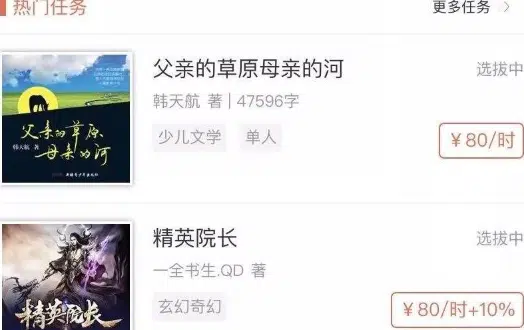 热门任务
更多任务 >
父亲的草原母亲的河
选拔中
韩天航 著 | 47596字
少儿文学 单人
¥80/时
父亲的草原
母亲的河
韩天航 著
精英院长
选拔中
一全书生.QD 著
玄幻奇幻
¥80/时+10%
精英院长